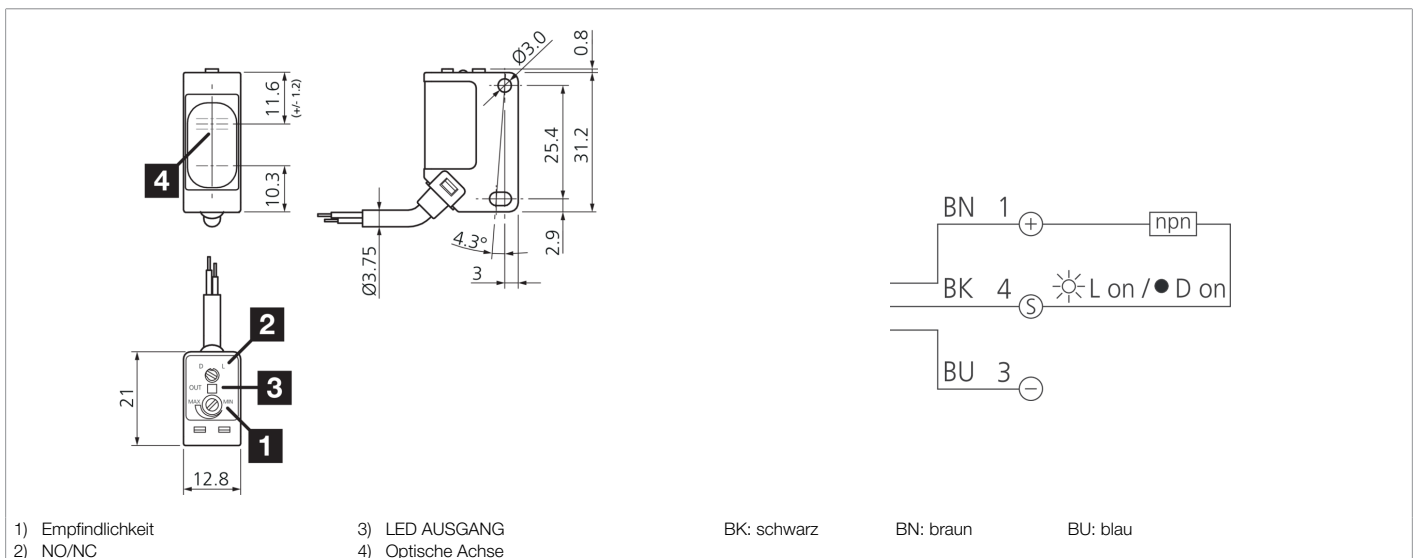 Ø3.0
0.8
11.6
(+/- 1.2)
25.4
31.2
4
10.3
4.3°
2.9
Ø3.75
3
BN 1 + npn
BK 4 S L on / D on
BU 3 −
2
D L
OUT
3
MAX MIN
21
1
12.8
1) Empfindlichkeit
2) NO/NC
3) LED AUSGANG
4) Optische Achse
BK: schwarz
BN: braun
BU: blau